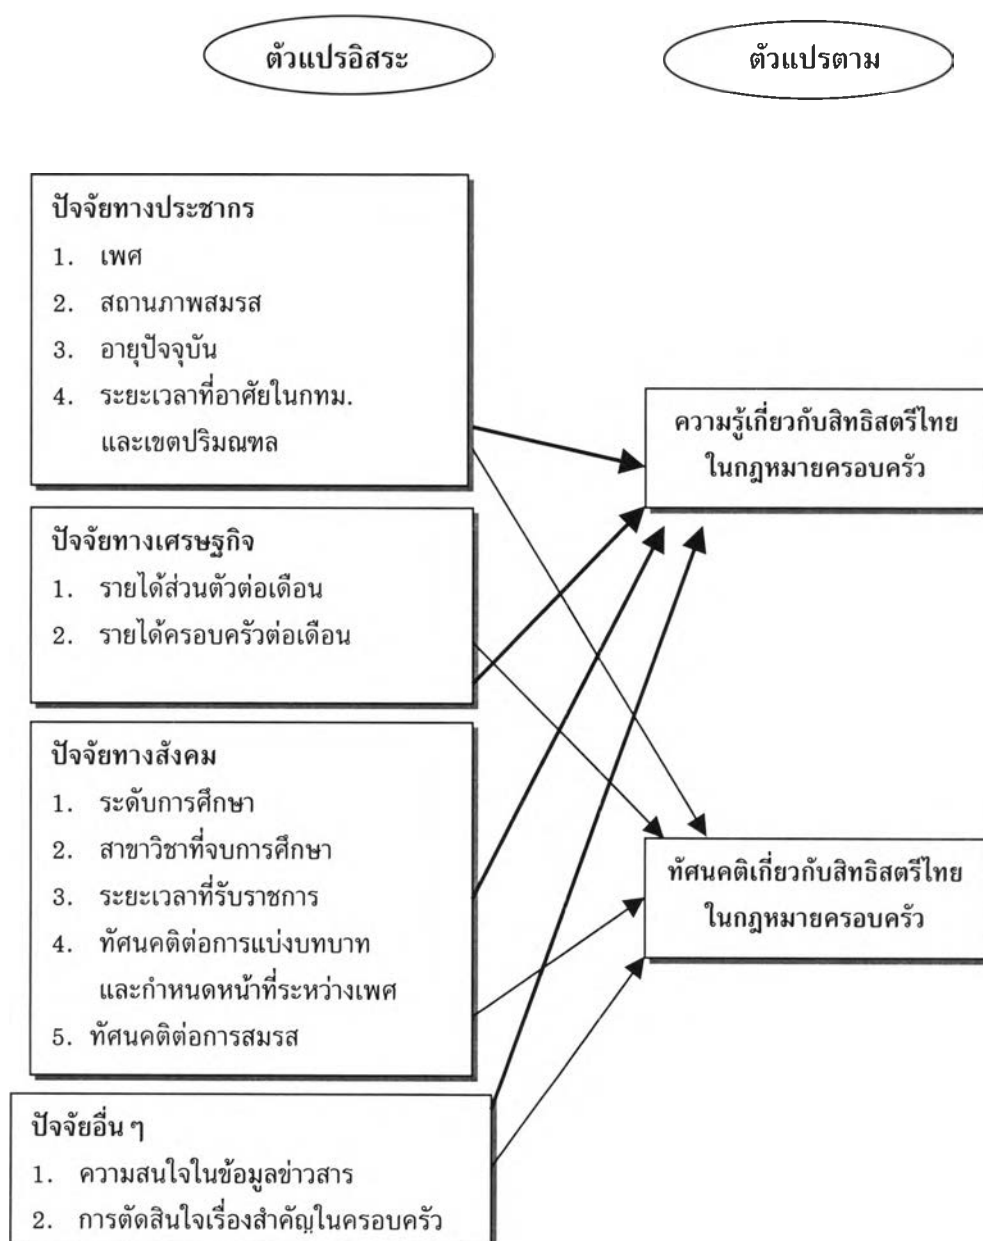 ตัวแปรอิสระ
ตัวแปรตาม
ปัจจัยทางประชากร
1. เพศ
2. สถานภาพสมรส
3. อายุปัจจุบัน
4. ระยะเวลาที่อาศัยในกทม.
และเขตปริมณฑล
ปัจจัยทางเศรษฐกิจ
1. รายได้ส่วนตัวต่อเดือน
2. รายได้ครอบครัวต่อเดือน
ปัจจัยทางสังคม
1. ระดับการศึกษา
2. สาขาวิชาที่จบการศึกษา
3. ระยะเวลาที่รับราชการ
4. ทัศนคติต่อการแบ่งบทบาท
และกำหนดหน้าที่ระหว่างเพศ
5. ทัศนคติต่อการสมรส
ปัจจัยอื่น ๆ
1. ความสนใจในข้อมูลข่าวสาร
2. การตัดสินใจเรื่องสำคัญในครอบครัว
ความรู้เกี่ยวกับสิทธิสตรีไทย
ในกฎหมายครอบครัว
ทัศนคติเกี่ยวกับสิทธิสตรีไทย
ในกฎหมายครอบครัว